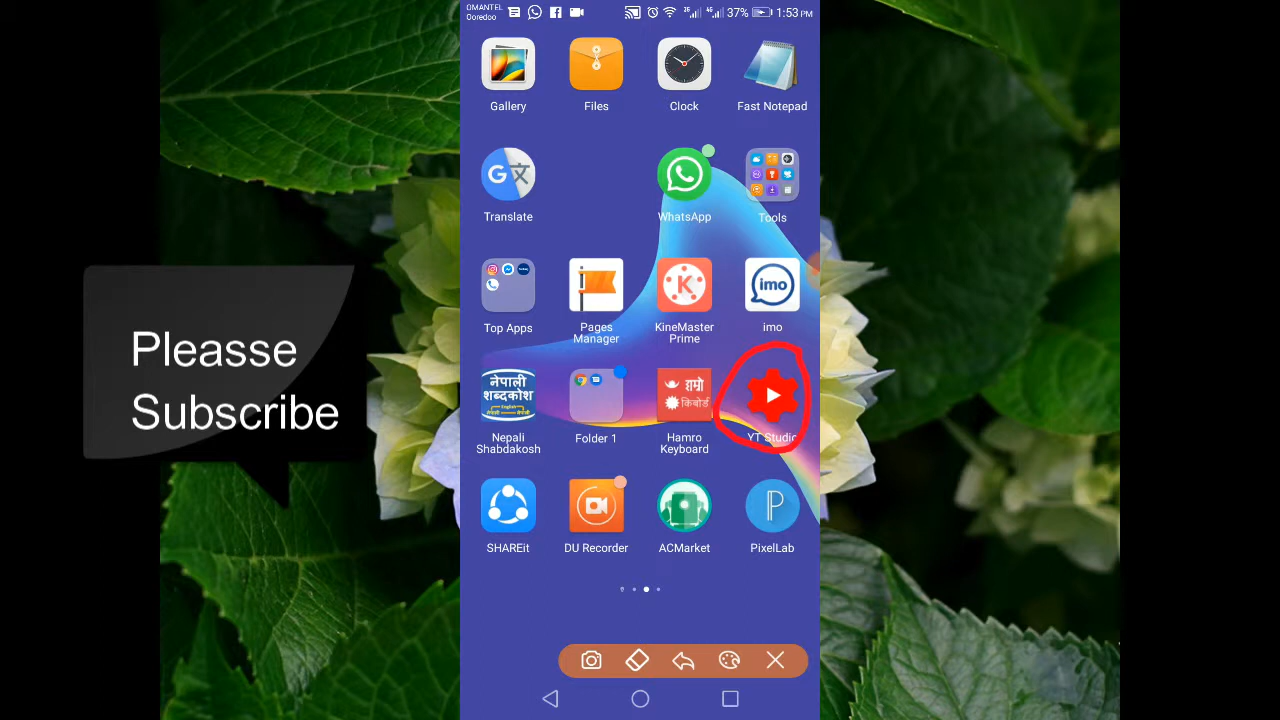 OMANTEL
Ooredoo
37% 1:53 PM
Gallery Files Clock Fast Notepad
Translate WhatsApp Tools
imo
Top Apps Pages Manager KineMaster Prime imo
Pleasse
Subscribe
नेपाली
शब्दकोश
हाम्रो
किबोर्ड
Nepali Shabdakosh Folder 1 Hamro Keyboard YT Studio
SHAREit DU Recorder ACMarket PixelLab